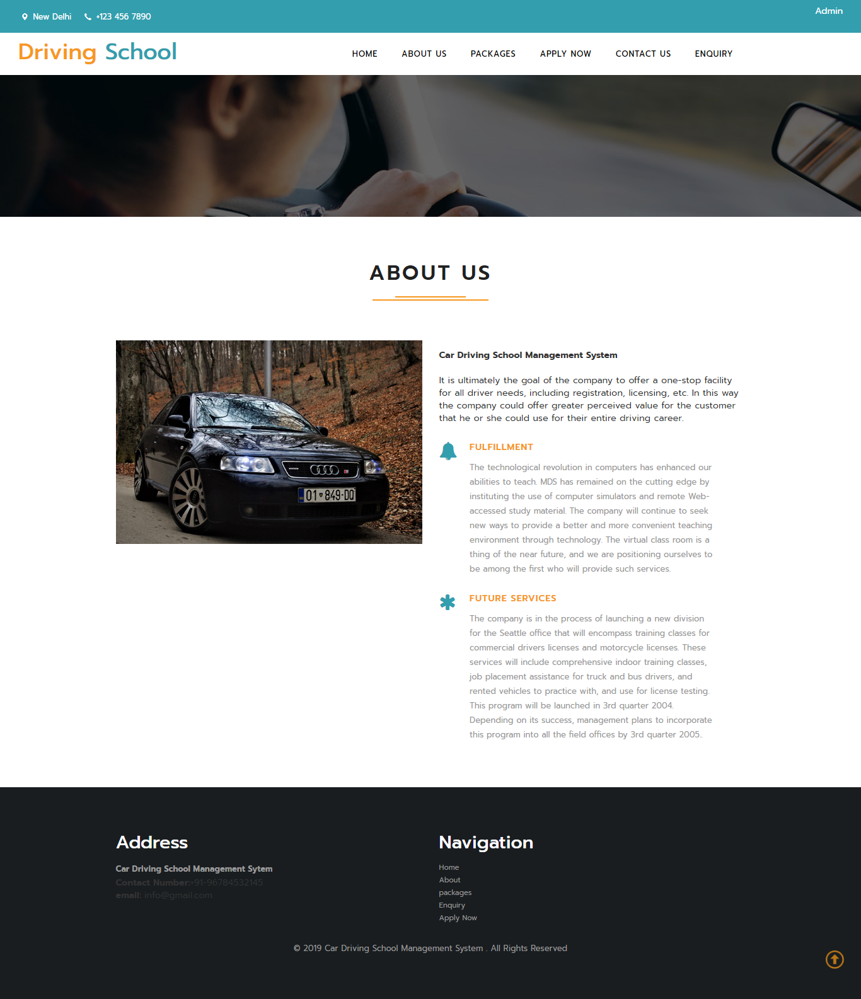 New Delhi +123 456 7890
Admin
Driving School
HOME ABOUT US PACKAGES APPLY NOW CONTACT US ENQUIRY
ABOUT US
01 849-DD
Car Driving School Management System
It is ultimately the goal of the company to offer a one-stop facility
for all driver needs, including registration, licensing, etc. In this way
the company could offer greater perceived value for the customer
that he or she could use for their entire driving career.
FULFILLMENT
The technological revolution in computers has enhanced our
abilities to teach. MDS has remained on the cutting edge by
instituting the use of computer simulators and remote Web-
accessed study material. The company will continue to seek
new ways to provide a better and more convenient teaching
environment through technology. The virtual class room is a
thing of the near future, and we are positioning ourselves to
be among the first who will provide such services.
FUTURE SERVICES
The company is in the process of launching a new division
for the Seattle office that will encompass training classes for
commercial drivers licenses and motorcycle licenses. These
services will include comprehensive indoor training classes,
job placement assistance for truck and bus drivers, and
rented vehicles to practice with, and use for license testing.
This program will be launched in 3rd quarter 2004.
Depending on its success, management plans to incorporate
this program into all the field offices by 3rd quarter 2005..
Address
Car Driving School Management Sytem
Contact Number:+91-96784532145
email: info@gmail.com
Navigation
Home
About
packages
Enquiry
Apply Now
© 2019 Car Driving School Management System . All Rights Reserved